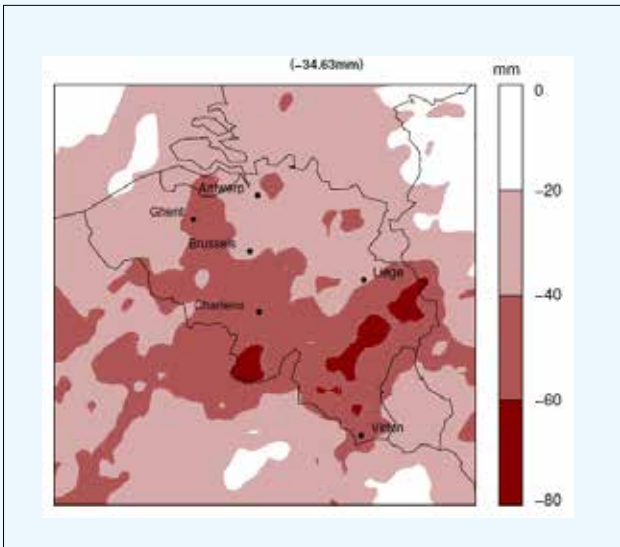 (-34.63mm)
mm
0
-20
-40
-60
-80
Antwerp
Ghent
Brussels
Liege
Charleroi
Virton